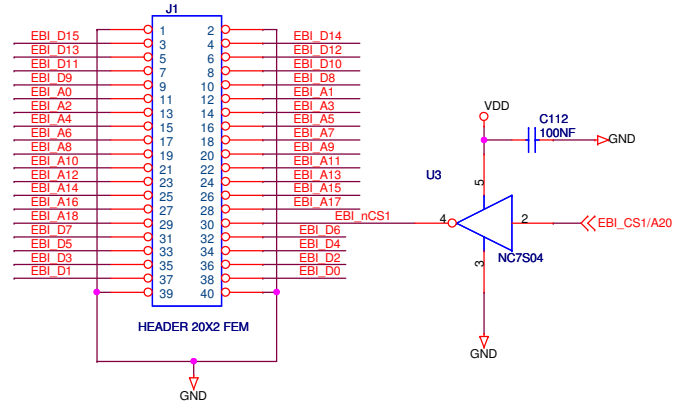 J1
1 2
EBI_D15 3 4 EBI_D14
EBI_D13 5 6 EBI_D12
EBI_D11 7 8 EBI_D10
EBI_D9 9 10 EBI_D8
EBI_A0 11 12 EBI_A1
EBI_A2 13 14 EBI_A3
EBI_A4 15 16 EBI_A5
EBI_A6 17 18 EBI_A7
EBI_A8 19 20 EBI_A9
EBI_A10 21 22 EBI_A11
EBI_A12 23 24 EBI_A13
EBI_A14 25 26 EBI_A15
EBI_A16 27 28 EBI_A17
EBI_A18 29 30 EBI_nCS1
EBI_D7 31 32 EBI_D6
EBI_D5 33 34 EBI_D4
EBI_D3 35 36 EBI_D2
EBI_D1 37 38 EBI_D0
39 40
HEADER 20X2 FEM
GND
VDD
C112
100NF
GND
U3
5
4
2
EBI_CS1/A20
3
NC7S04
GND